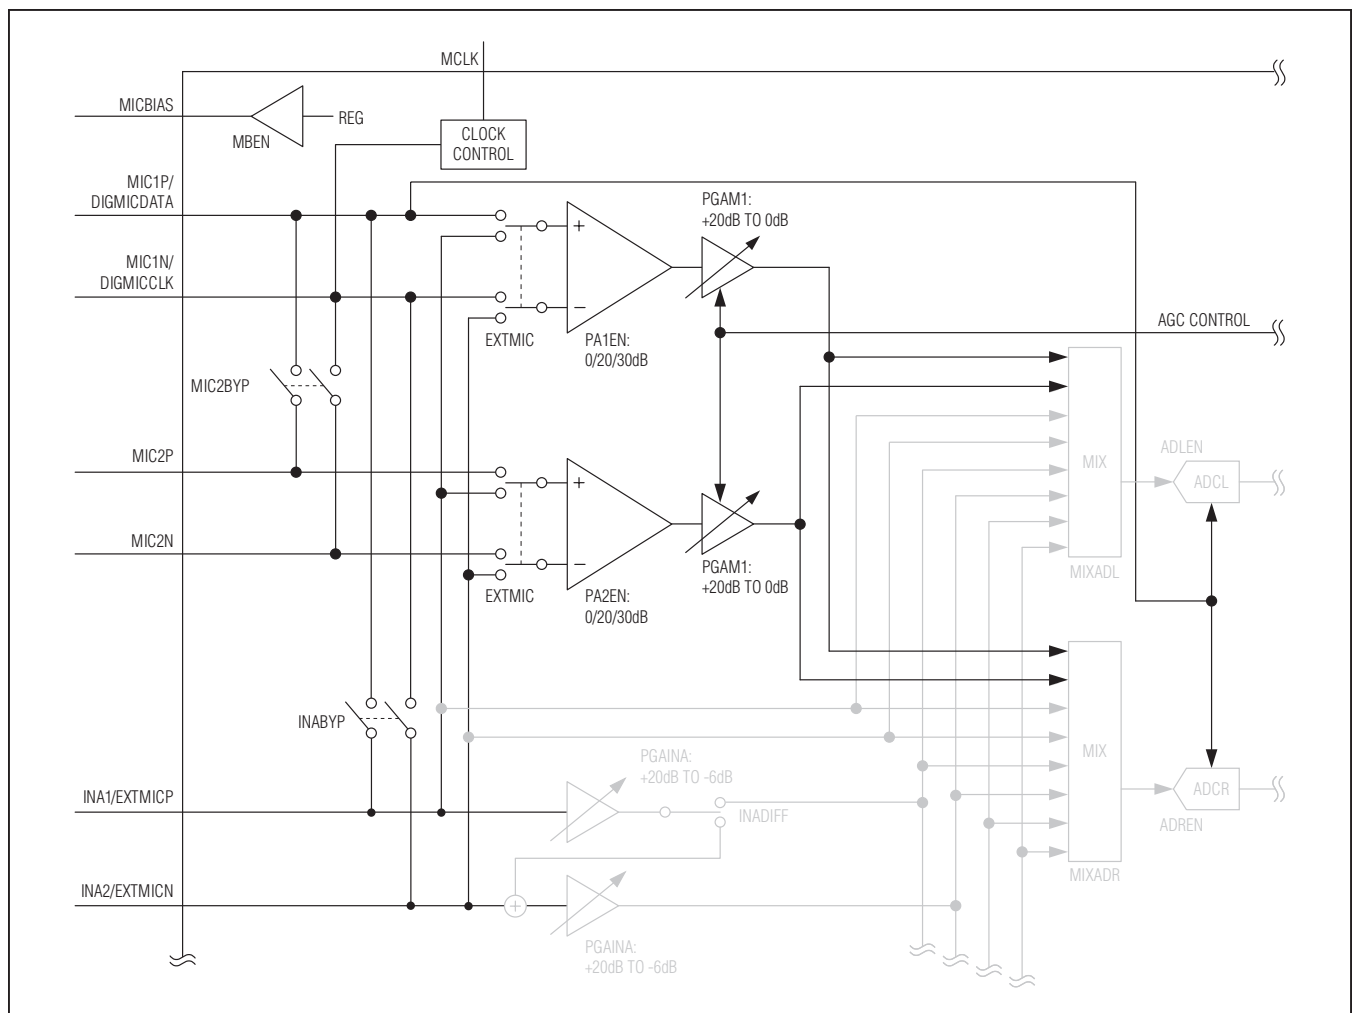 MCLK
MICBIAS
REG
MBEN
CLOCK
CONTROL
MIC1P/
DIGMICDATA
PGAM1:
+20dB TO 0dB
+
MIC1N/
DIGMICCLK
−
EXTMIC
PA1EN:
0/20/30dB
AGC CONTROL
MIC2BYP
MIC2P
+
MIX
ADLEN
ADCL
MIC2N
−
EXTMIC
PA2EN:
0/20/30dB
PGAM1:
+20dB TO 0dB
MIXADL
INABYP
PGAINA:
+20dB TO -6dB
MIX
ADCR
INA1/EXTMICP
INADIFF
ADREN
MIXADR
INA2/EXTMICN
+
PGAINA:
+20dB TO -6dB